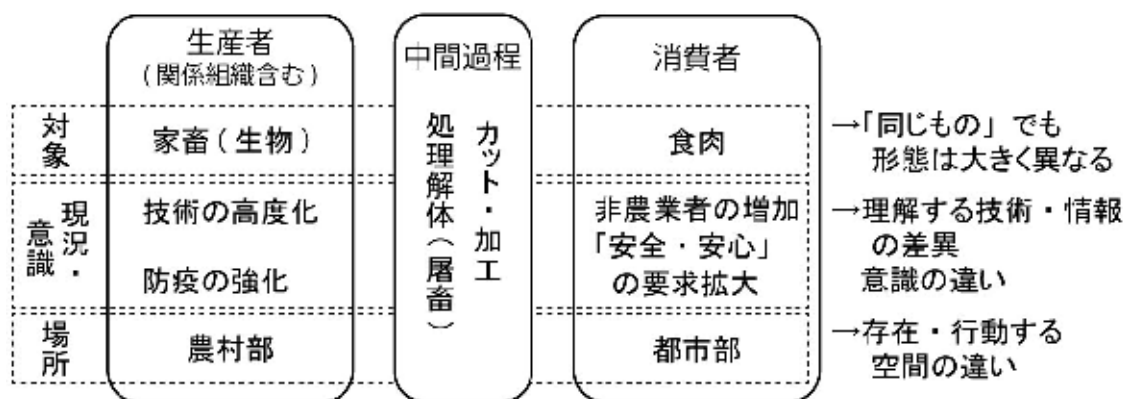 生産者
(関係組織含む)
中間過程
消費者
対象
家畜(生物)
処理解体(屠畜)
カット・加工
食肉
→「同じもの」でも
形態は大きく異なる
現況・
意識
技術の高度化
防疫の強化
非農業者の増加
「安全・安心」
の要求拡大
→理解する技術・情報
の差異
意識の違い
場所
農村部
都市部
→存在・行動する
空間の違い